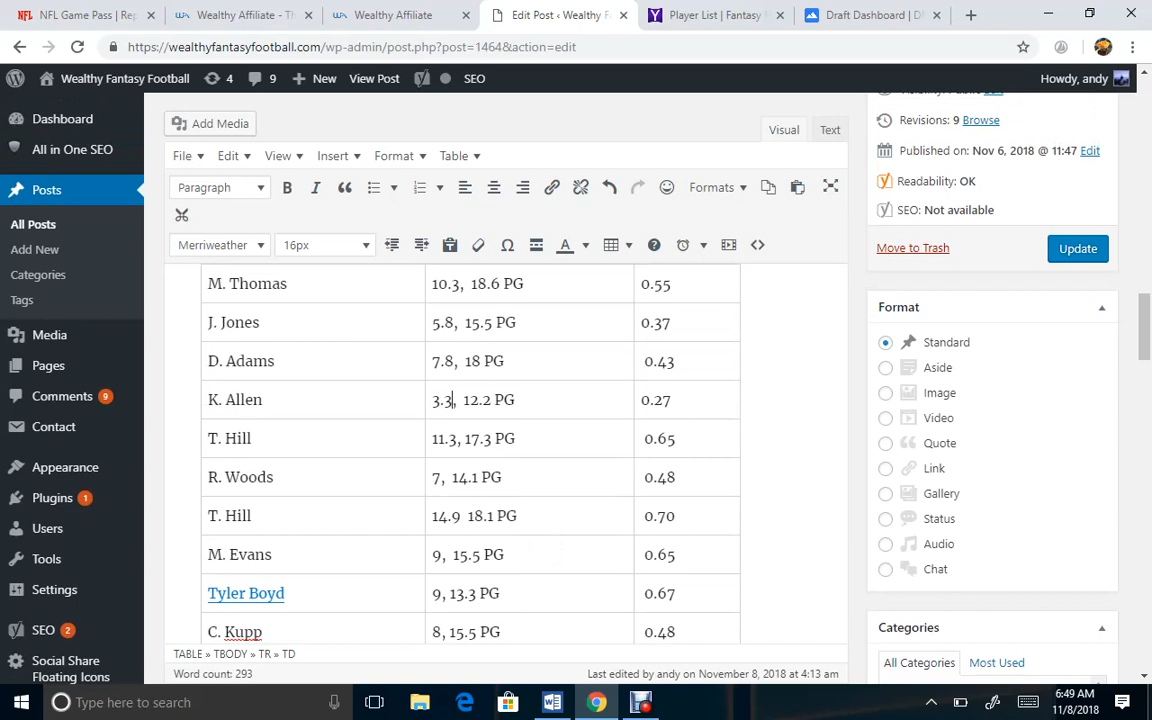 NFL Game Pass | Rep
Wealthy Affiliate - Th
Wealthy Affiliate
Edit Post ‹ Wealthy F
Player List | Fantasy F
Draft Dashboard | D
https://wealthyfantasyfootball.com/wp-admin/post.php?post=1464&action=edit
Wealthy Fantasy Football 4 9 New View Post SEO Howdy, andy
Dashboard
All in One SEO
Posts
All Posts
Add New
Categories
Tags
Media
Pages
Comments 6
Contact
Appearance
Plugins 1
Users
Tools
Settings
SEO 2
Social Share
Floating Icons
Add Media
Visual Text
File Edit View Insert Format Table
Paragraph B I Formats
Merriweather 16px A
M. Thomas 10.3, 18.6 PG 0.55
J. Jones 5.8, 15.5 PG 0.37
D. Adams 7.8, 18 PG 0.43
K. Allen 3.3, 12.2 PG 0.27
T. Hill 11.3, 17.3 PG 0.65
R. Woods 7, 14.1 PG 0.48
T. Hill 14.9 18.1 PG 0.70
M. Evans 9, 15.5 PG 0.65
Tyler Boyd 9, 13.3 PG 0.67
C. Kupp 8, 15.5 PG 0.48
TABLE » TBODY » TR » TD
Word count: 293 Last edited by andy on November 8, 2018 at 4:13 am
Revisions: 9 Browse
Published on: Nov 6, 2018 @ 11:47 Edit
Readability: OK
SEO: Not available
Move to Trash Update
Format
Standard
Aside
Image
Video
Quote
Link
Gallery
Status
Audio
Chat
Categories
All Categories Most Used
Type here to search
6:49 AM
11/8/2018